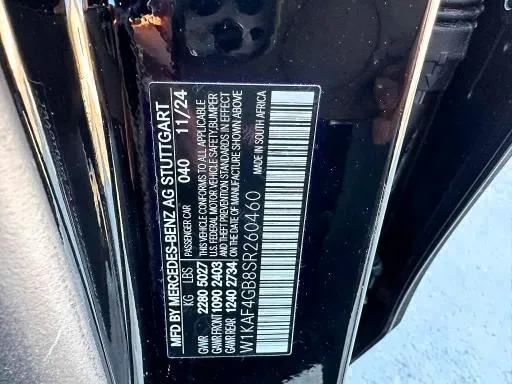 MFD BY MERCEDES-BENZ AG STUTTGART
PASSENGER CAR 040 11/24
KG LBS
GVWR 2280 5027
GAWR FRONT 1090 2403
GAWR REAR 1240 2734
THIS VEHICLE CONFORMS TO ALL APPLICABLE
U.S. FEDERAL MOTOR VEHICLE SAFETY, BUMPER
AND THEFT PREVENTION STANDARDS IN EFFECT
ON THE DATE OF MANUFACTURE SHOWN ABOVE
W1KAF4GB8SR260460
MADE IN SOUTH AFRICA